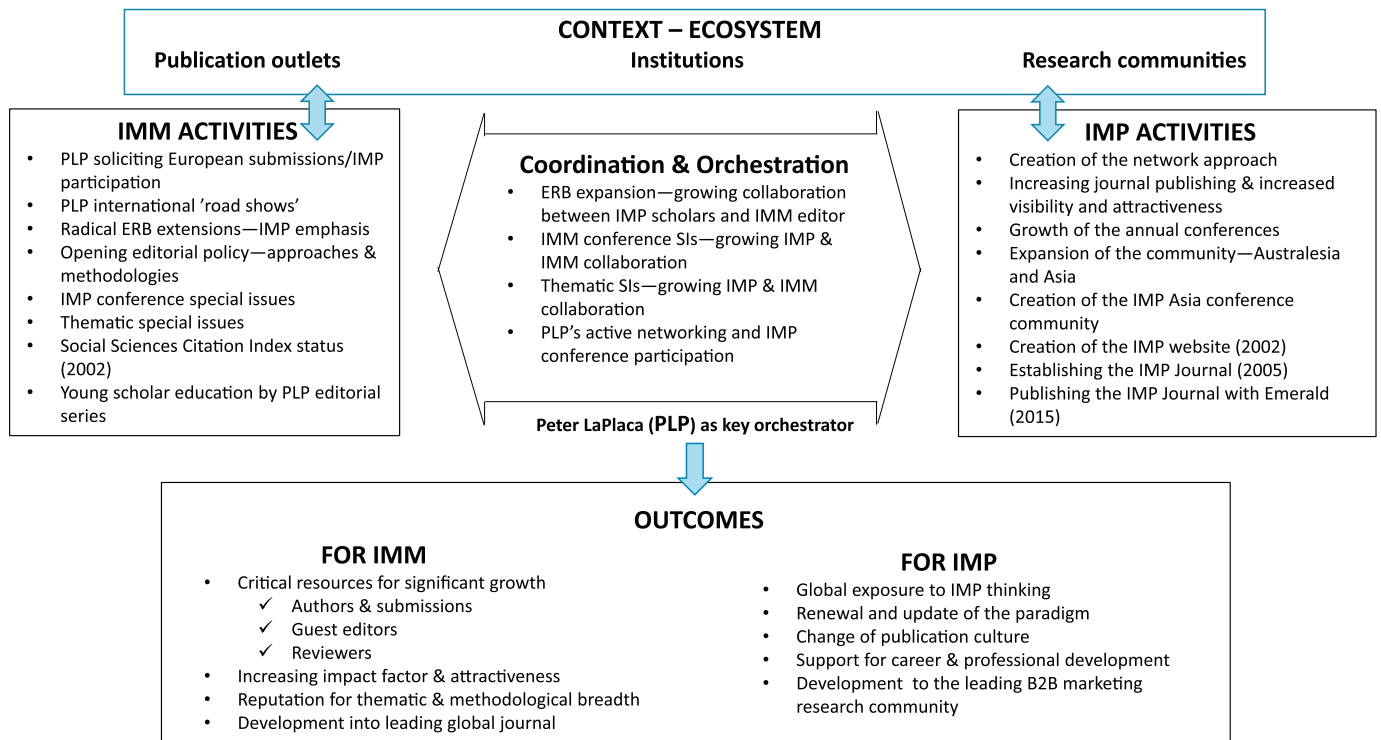 CONTEXT – ECOSYSTEM
Publication outlets
Institutions
Research communities
IMM ACTIVITIES
• PLP soliciting European submissions/IMP
participation
• PLP international ’road shows’
• Radical ERB extensions—IMP emphasis
• Opening editorial policy—approaches &
methodologies
• IMP conference special issues
• Thematic special issues
• Social Sciences Citation Index status
(2002)
• Young scholar education by PLP editorial
series
Coordination & Orchestration
• ERB expansion—growing collaboration
between IMP scholars and IMM editor
• IMM conference SIs—growing IMP &
IMM collaboration
• Thematic SIs—growing IMP & IMM
collaboration
• PLP’s active networking and IMP
conference participation
Peter LaPlaca (PLP) as key orchestrator
IMP ACTIVITIES
• Creation of the network approach
• Increasing journal publishing & increased
visibility and attractiveness
• Growth of the annual conferences
• Expansion of the community—Australesia
and Asia
• Creation of the IMP Asia conference
community
• Creation of the IMP website (2002)
• Establishing the IMP Journal (2005)
• Publishing the IMP Journal with Emerald
(2015)
OUTCOMES
FOR IMM
• Critical resources for significant growth
✓ Authors & submissions
✓ Guest editors
✓ Reviewers
• Increasing impact factor & attractiveness
• Reputation for thematic & methodological breadth
• Development into leading global journal
FOR IMP
• Global exposure to IMP thinking
• Renewal and update of the paradigm
• Change of publication culture
• Support for career & professional development
• Development to the leading B2B marketing
research community